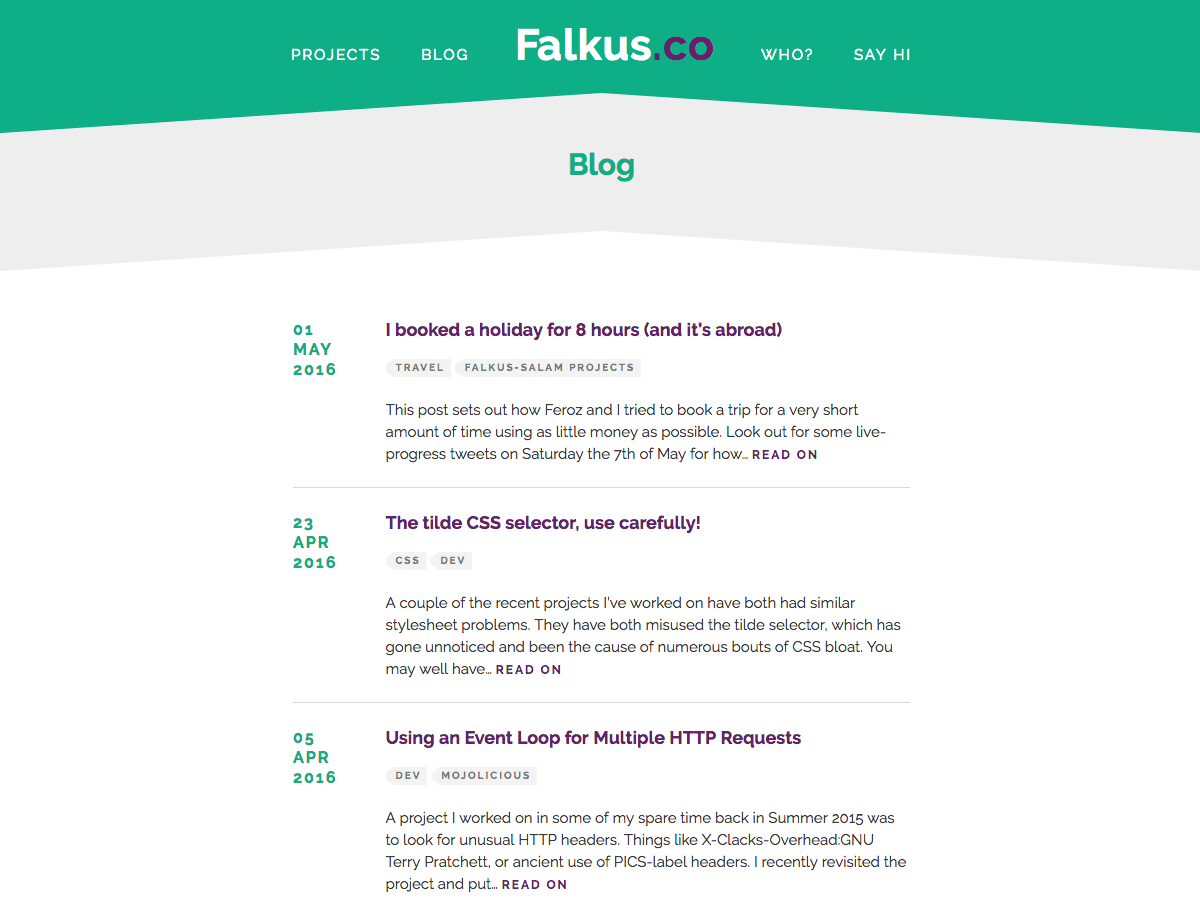 PROJECTS BLOG Falkus.co WHO? SAY HI
Blog
01
MAY
2016
I booked a holiday for 8 hours (and it's abroad)
TRAVEL FALKUS-SALAM PROJECTS
This post sets out how Feroz and I tried to book a trip for a very short
amount of time using as little money as possible. Look out for some live-
progress tweets on Saturday the 7th of May for how… READ ON
23
APR
2016
The tilde CSS selector, use carefully!
CSS DEV
A couple of the recent projects I've worked on have both had similar
stylesheet problems. They have both misused the tilde selector, which has
gone unnoticed and been the cause of numerous bouts of CSS bloat. You
may well have… READ ON
05
APR
2016
Using an Event Loop for Multiple HTTP Requests
DEV MOJOLICIOUS
A project I worked on in some of my spare time back in Summer 2015 was
to look for unusual HTTP headers. Things like X-Clacks-Overhead:GNU
Terry Pratchett, or ancient use of PICS-label headers. I recently revisited the
project and put… READ ON